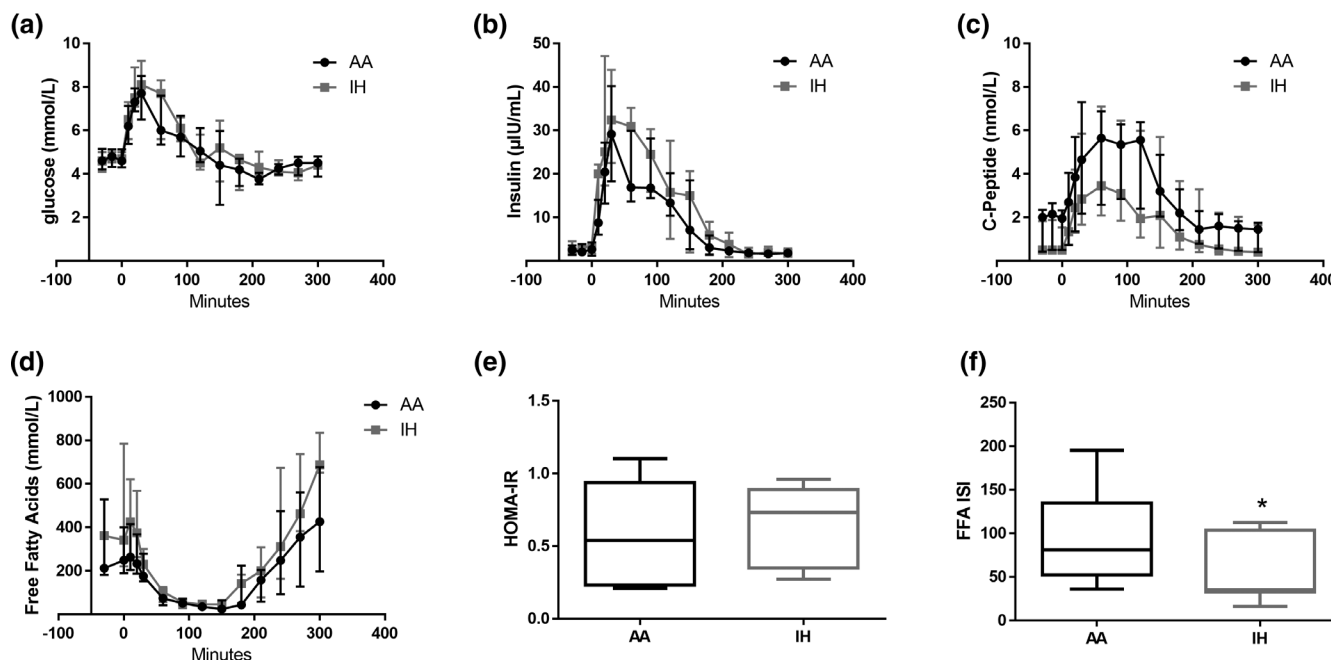 (a)
glucose (mmol/L)
10
8
6
4
2
-100 0 100 200 300 400
Minutes
AA
IH
(b)
Insulin (µIU/mL)
50
40
30
20
10
-100 0 100 200 300 400
Minutes
AA
IH
(c)
C-Peptide (nmol/L)
10
8
6
4
2
-100 0 100 200 300 400
Minutes
AA
IH
(d)
Free Fatty Acids (mmol/L)
1000
800
600
400
200
-100 0 100 200 300 400
Minutes
AA
IH
(e)
HOMA-IR
1.5
1.0
0.5
0.0
AA IH
(f)
FFA ISI
250
200
150
100
50
0
*
AA IH